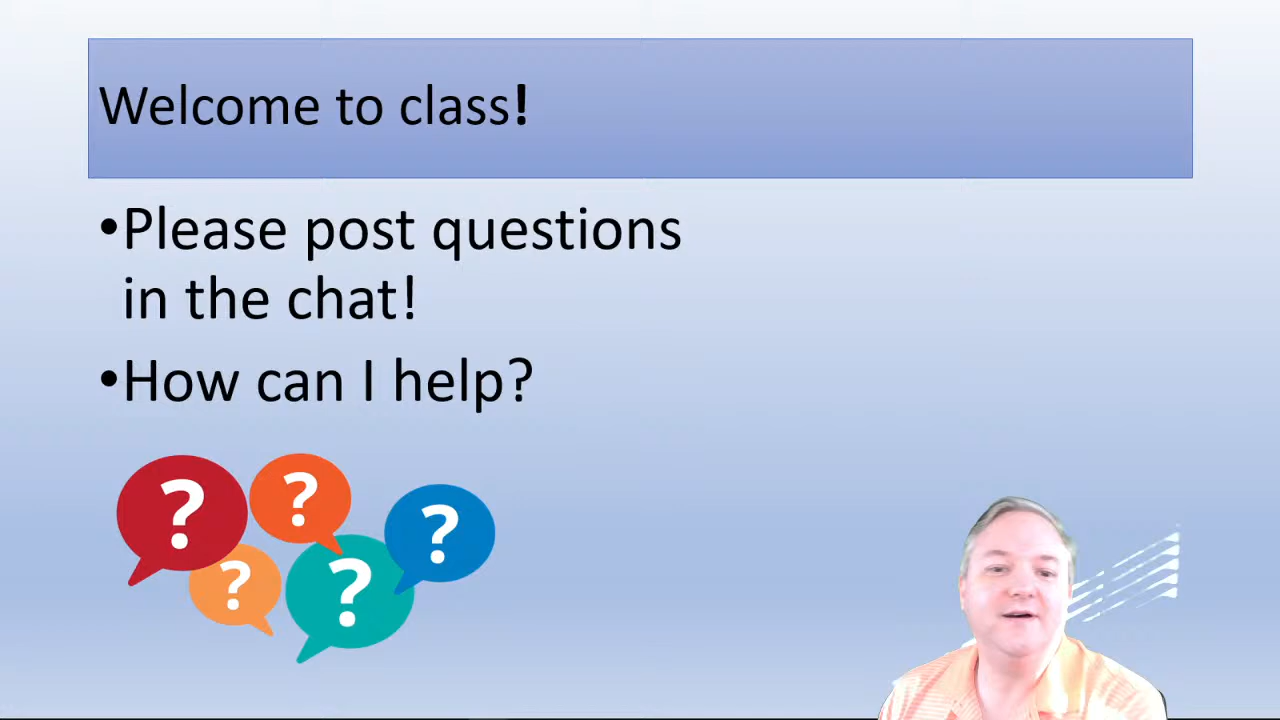 Welcome to class!
•Please post questions
in the chat!
•How can I help?
?
?
?
?
?